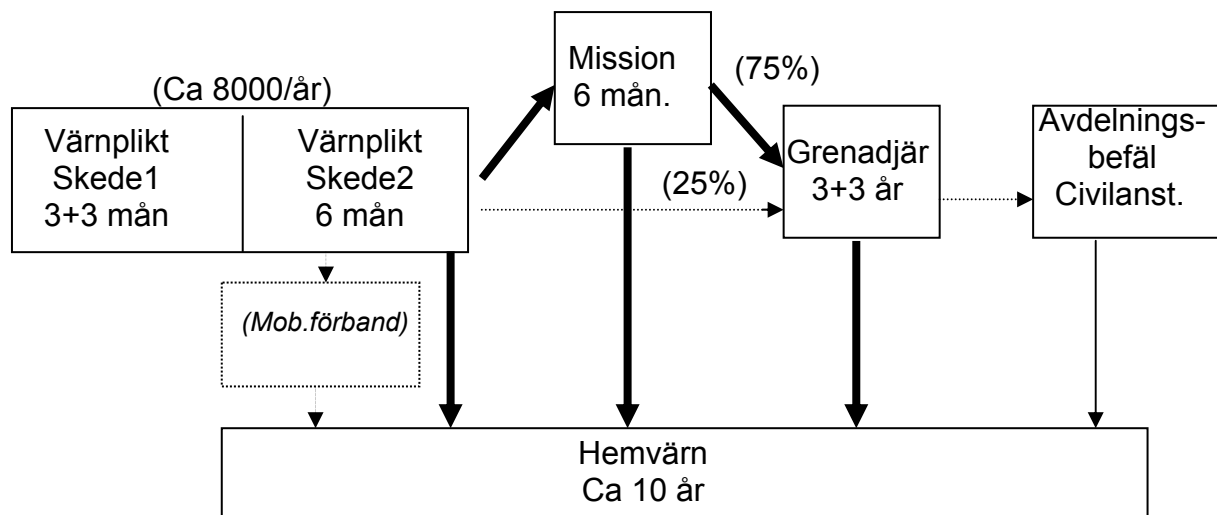 (Ca 8000/år)
Värnplikt
Skede1
3+3 mån
Värnplikt
Skede2
6 mån
(Mob.förband)
Mission
6 mån.
(75%)
(25%)
Grenadjär
3+3 år
Avdelnings-
befäl
Civilanst.
Hemvärn
Ca 10 år